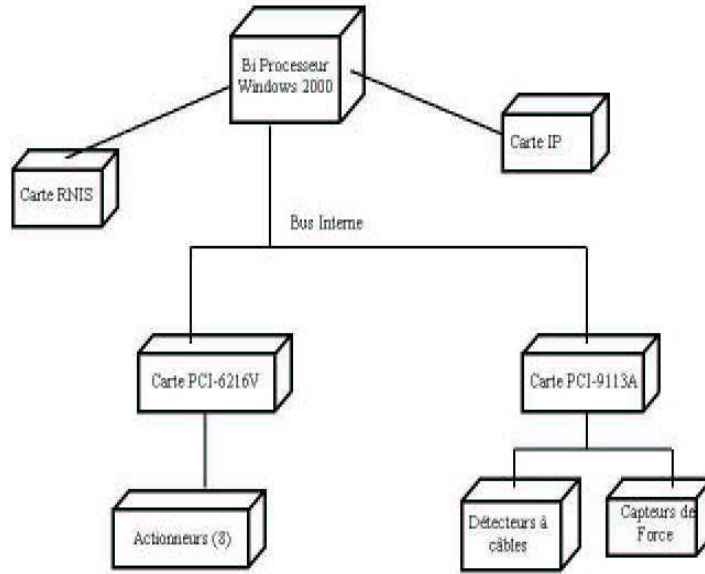 Bi Processeur
Windows 2000
Carte IP
Carte RNIS
Bus Interne
Carte PCI-6216V
Carte PCI-9113A
Actionneurs (8)
Détecteurs à
câbles
Capteurs de
Force